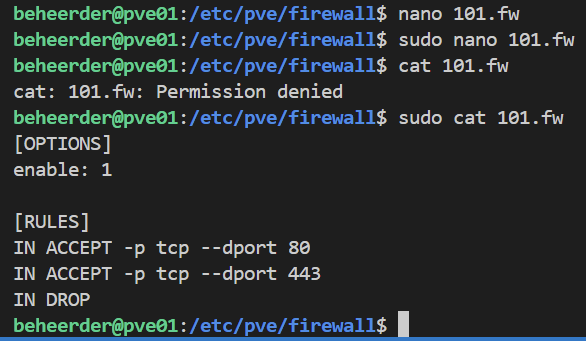 beheerder@pve01:/etc/pve/firewall$ nano 101.fw
beheerder@pve01:/etc/pve/firewall$ sudo nano 101.fw
beheerder@pve01:/etc/pve/firewall$ cat 101.fw
cat: 101.fw: Permission denied
beheerder@pve01:/etc/pve/firewall$ sudo cat 101.fw
[OPTIONS]
enable: 1

[RULES]
IN ACCEPT -p tcp --dport 80
IN ACCEPT -p tcp --dport 443
IN DROP
beheerder@pve01:/etc/pve/firewall$